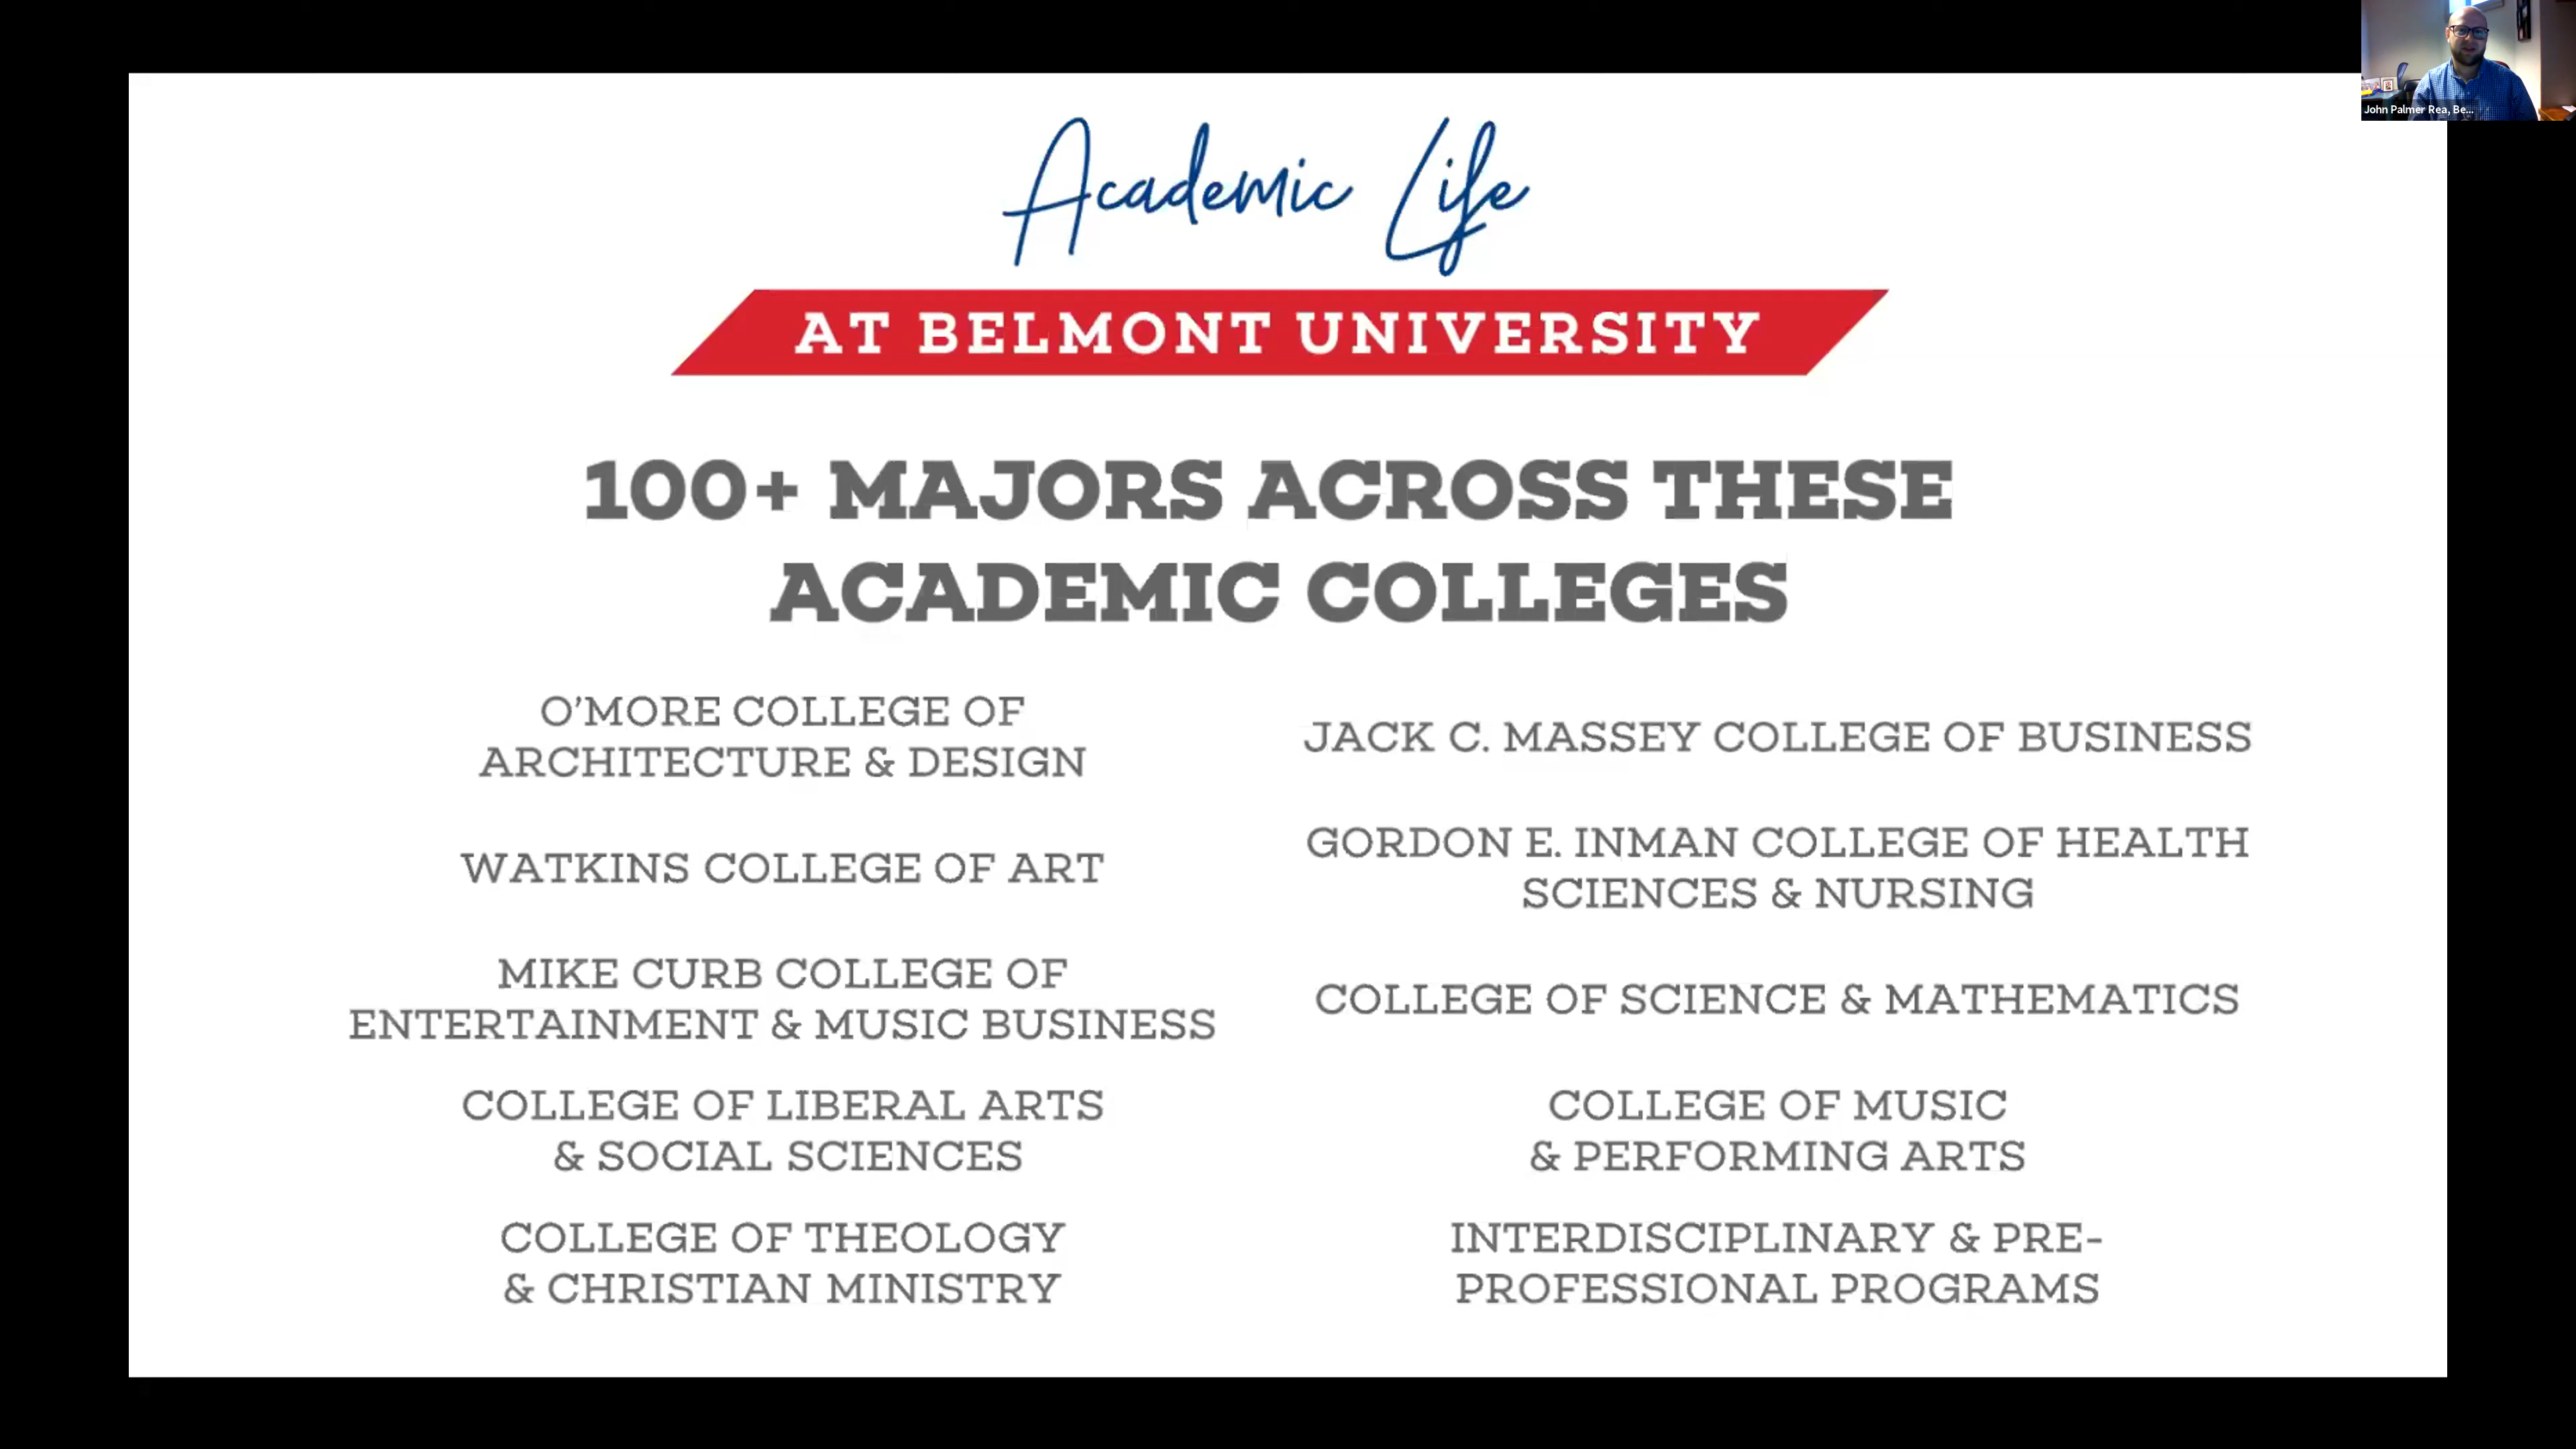 John Palmer Rea, Be...
Academic Life
AT BELMONT UNIVERSITY
100+ MAJORS ACROSS THESE
ACADEMIC COLLEGES
O’MORE COLLEGE OF
ARCHITECTURE & DESIGN
WATKINS COLLEGE OF ART
MIKE CURB COLLEGE OF
ENTERTAINMENT & MUSIC BUSINESS
COLLEGE OF LIBERAL ARTS
& SOCIAL SCIENCES
COLLEGE OF THEOLOGY
& CHRISTIAN MINISTRY
JACK C. MASSEY COLLEGE OF BUSINESS
GORDON E. INMAN COLLEGE OF HEALTH
SCIENCES & NURSING
COLLEGE OF SCIENCE & MATHEMATICS
COLLEGE OF MUSIC
& PERFORMING ARTS
INTERDISCIPLINARY & PRE-
PROFESSIONAL PROGRAMS